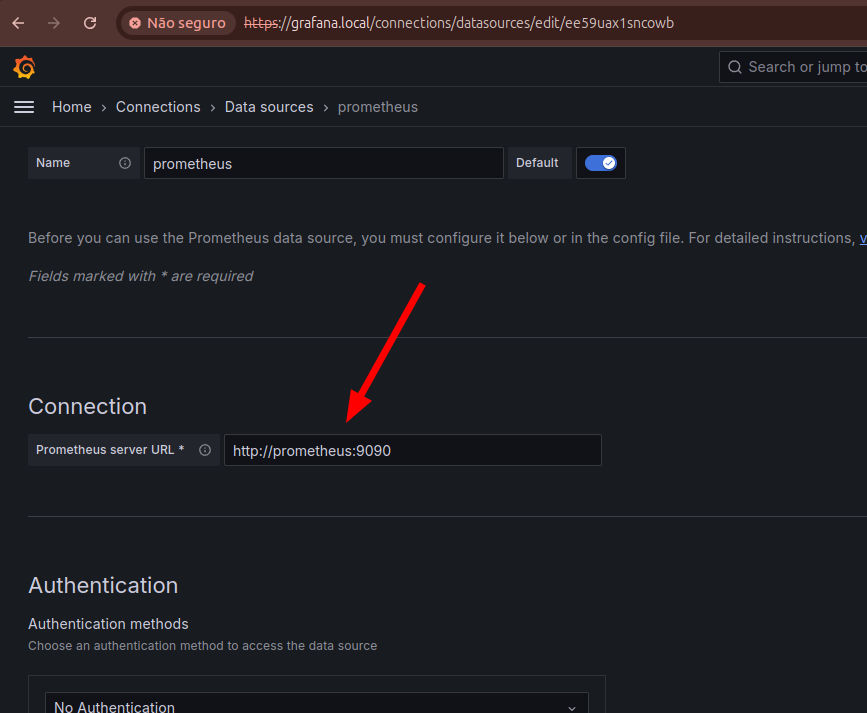 Não seguro https://grafana.local/connections/datasources/edit/ee59uax1sncowb
Search or jump to
Home › Connections › Data sources › prometheus
Name prometheus Default
Before you can use the Prometheus data source, you must configure it below or in the config file. For detailed instructions,
Fields marked with * are required
Connection
Prometheus server URL * http://prometheus:9090
Authentication
Authentication methods
Choose an authentication method to access the data source
No Authentication